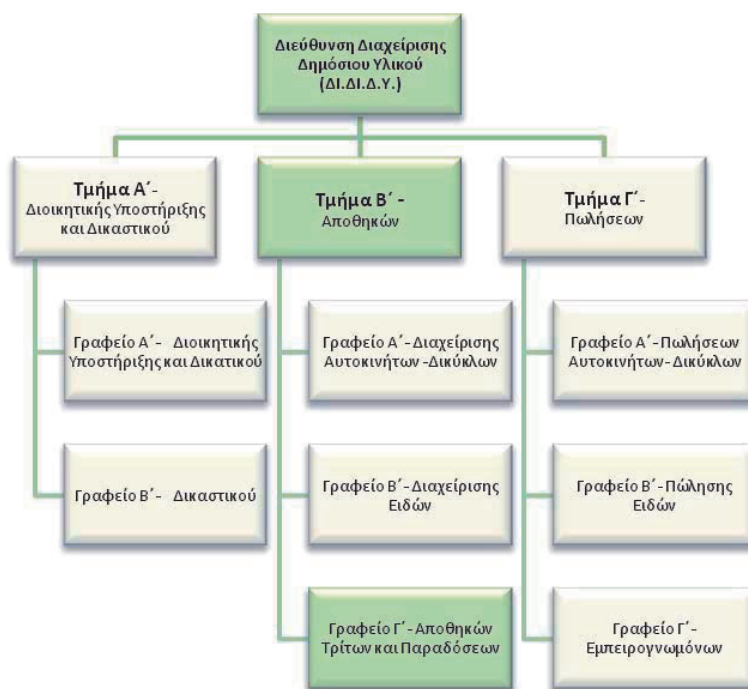 Διεύθυνση Διαχείρισης
Δημόσιου Υλικού
(ΔΙ.ΔΙ.Δ.Υ.)
Τμήμα Α΄-
Διοικητικής Υποστήριξης
και Δικαστικού
Γραφείο Α΄- Διοικητικής
Υποστήριξης και Δικατικού
Γραφείο Β΄- Δικαστικού
Τμήμα Β΄ -
Αποθηκών
Γραφείο Α΄-Διαχείρισης
Αυτοκινήτων -Δικύκλων
Γραφείο Β΄-Διαχείρισης
Ειδών
Γραφείο Γ΄-Αποθηκών
Τρίτων και Παραδόσεων
Τμήμα Γ΄-
Πωλήσεων
Γραφείο Α΄-Πωλήσεων
Αυτοκινήτων-Δικύκλων
Γραφείο Β΄-Πώλησης
Ειδών
Γραφείο Γ΄-
Εμπειρογνωμόνων